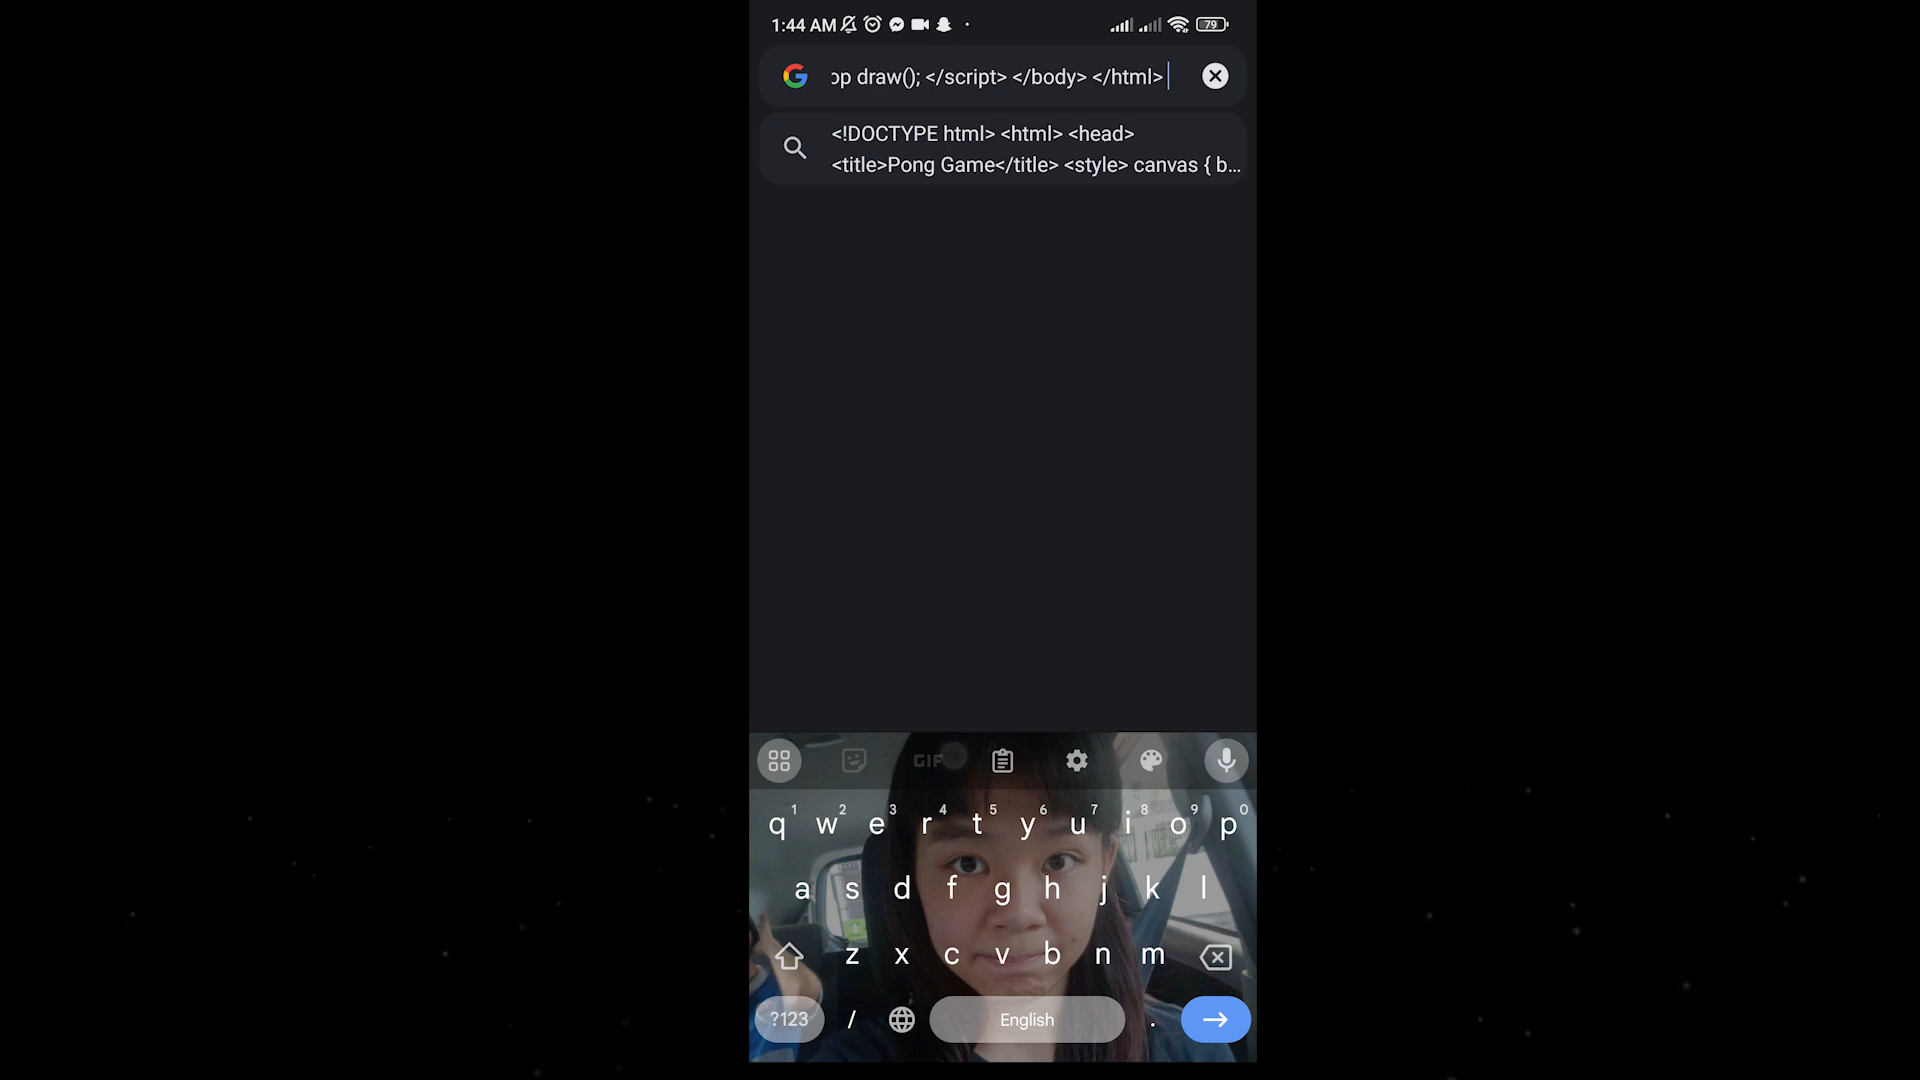 1:44 AM
79
op draw(); </script> </body> </html>
<!DOCTYPE html> <html> <head>
<title>Pong Game</title> <style> canvas { b...
GIF
1 2 3 4 5 6 7 8 9 0
q w e r t y u i o p
a s d f g h j k l
z x c v b n m
?123 / English .